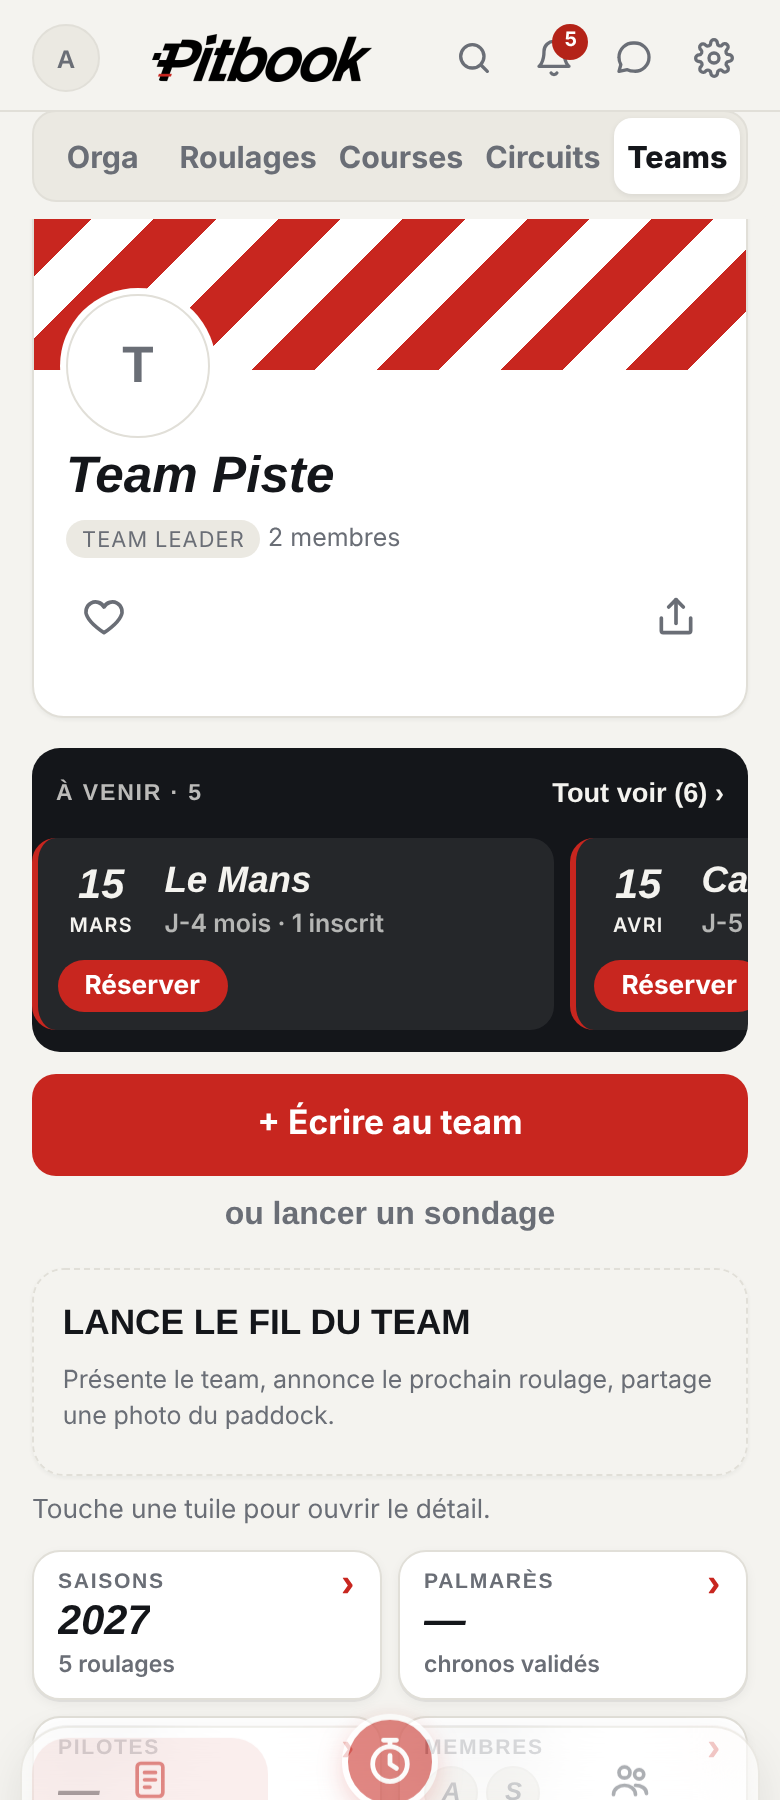 A
Pitbook
5
Orga Roulages Courses Circuits Teams
T
Team Piste
TEAM LEADER 2 membres
À VENIR · 5
Tout voir (6) ›
15 MARS
Le Mans
J-4 mois · 1 inscrit
Réserver
15 AVRI
Ca
J-5
Réserver
+ Écrire au team
ou lancer un sondage
LANCE LE FIL DU TEAM
Présente le team, annonce le prochain roulage, partage
une photo du paddock.
Touche une tuile pour ouvrir le détail.
SAISONS ›
2027
5 roulages
PALMARÈS ›
—
chronos validés
PILOTES ›
—
MEMBRES ›
A S